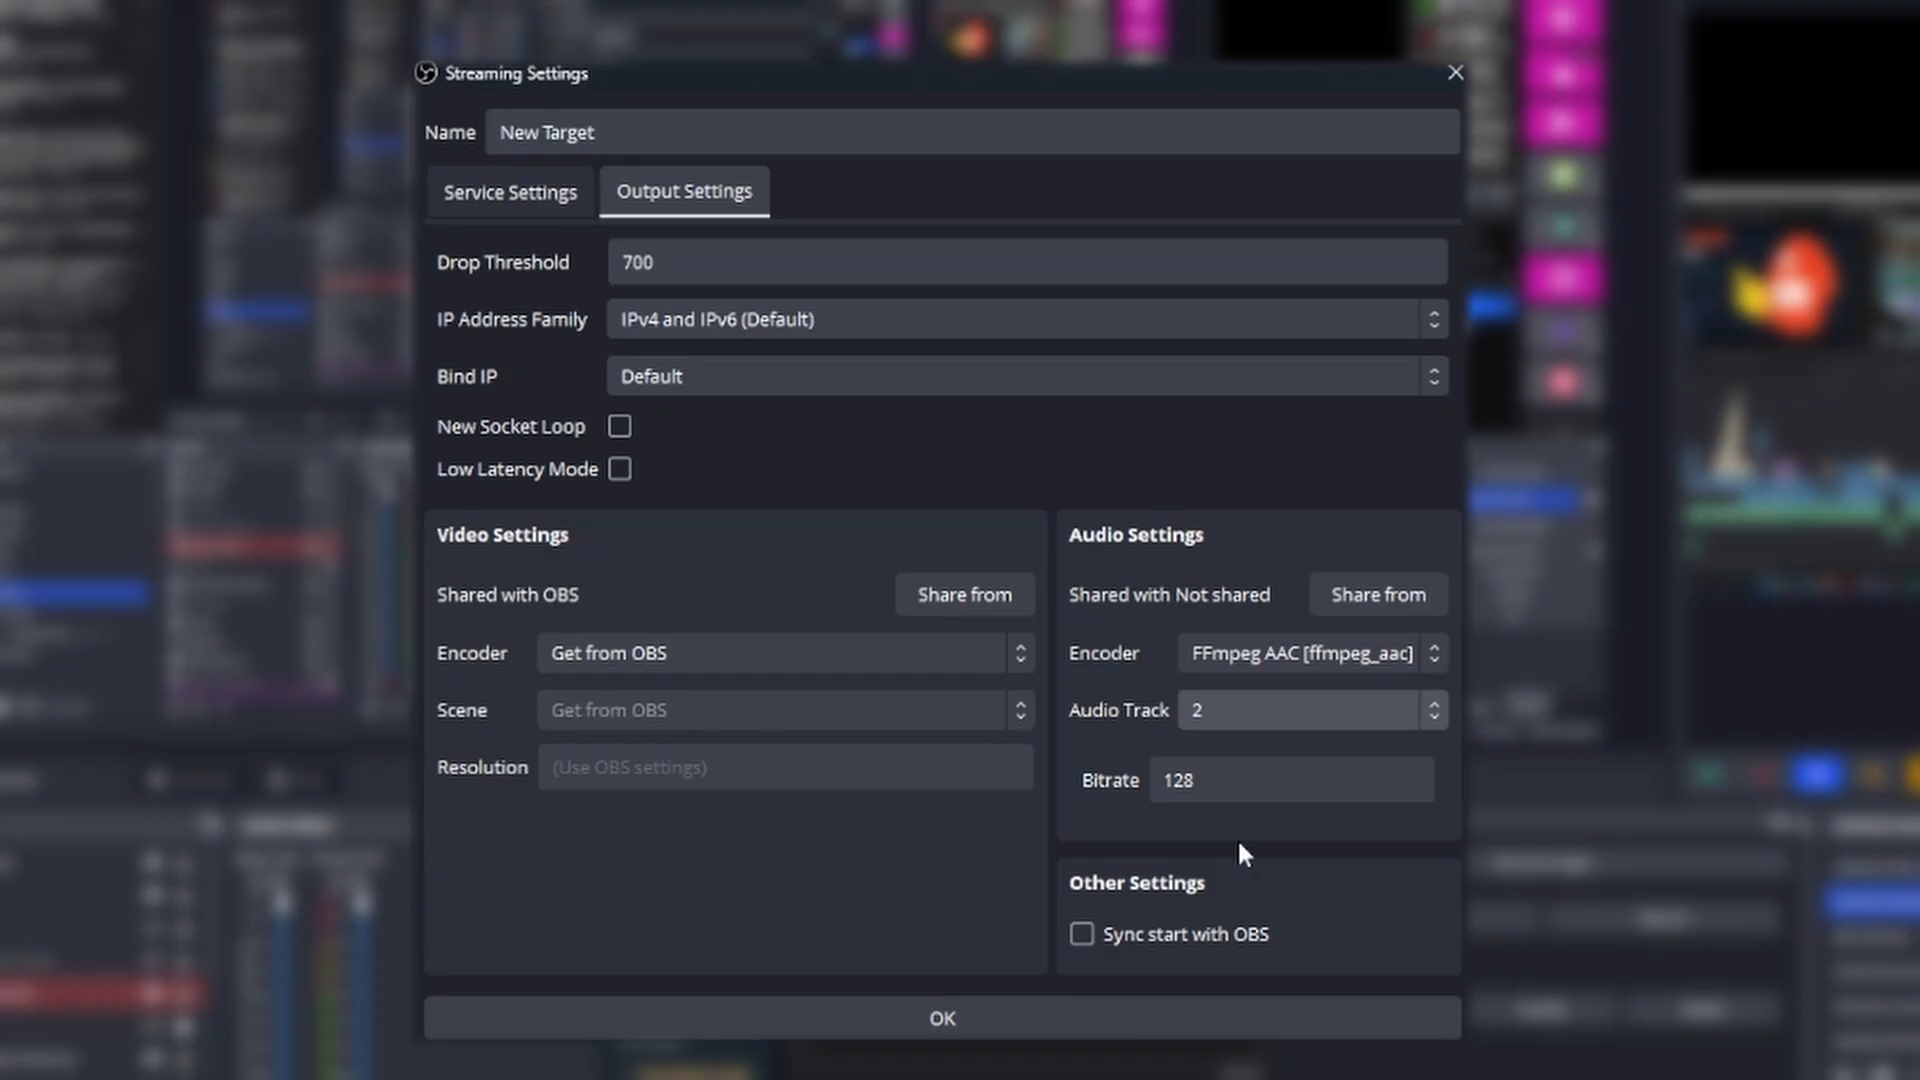 Streaming Settings
Name New Target
Service Settings Output Settings
Drop Threshold 700
IP Address Family IPv4 and IPv6 (Default)
Bind IP Default
New Socket Loop
Low Latency Mode
Video Settings
Shared with OBS Share from
Encoder Get from OBS
Scene Get from OBS
Resolution (Use OBS settings)
Audio Settings
Shared with Not shared Share from
Encoder FFmpeg AAC [ffmpeg_aac]
Audio Track 2
Bitrate 128
Other Settings
Sync start with OBS
OK